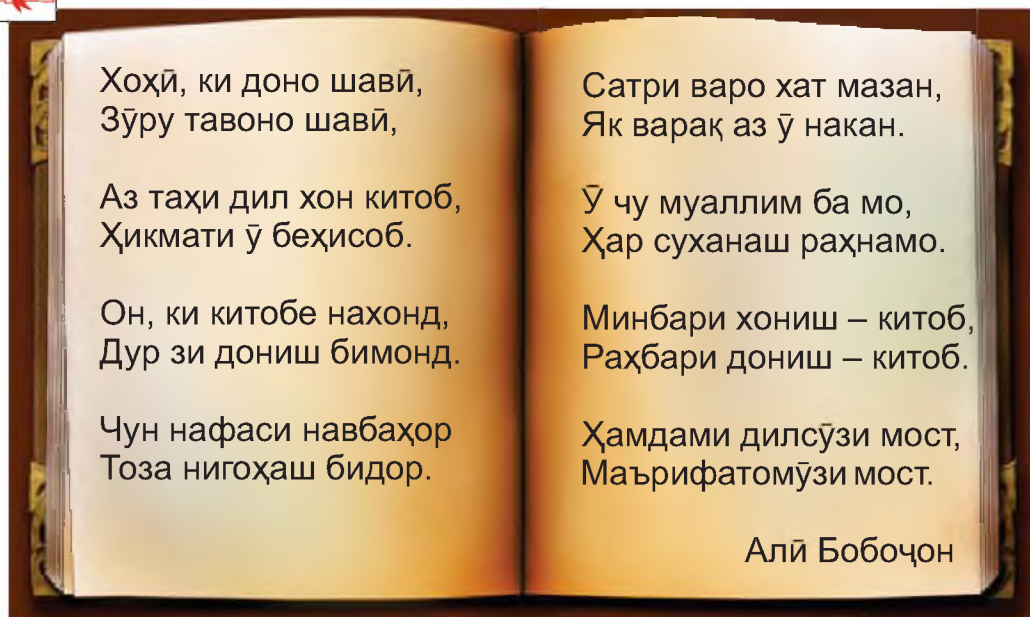 Хоҳӣ, ки доно шавӣ,
Зӯру тавоно шавӣ,
Аз таҳи дил хон китоб,
Ҳикмати ӯ беҳисоб.
Он, ки китобе нахонд,
Дур зи дониш бимонд.
Чун нафаси навбаҳор
Тоза нигоҳаш бидор.
Сатри варо хат мазан,
Як варақ аз ӯ накан.
Ӯ чу муаллим ба мо,
Ҳар суханаш раҳнамо.
Минбари хониш – китоб,
Раҳбари дониш – китоб.
Ҳамдами дилсӯзи мост,
Маърифатомӯзи мост.
Алӣ Бобоҷон